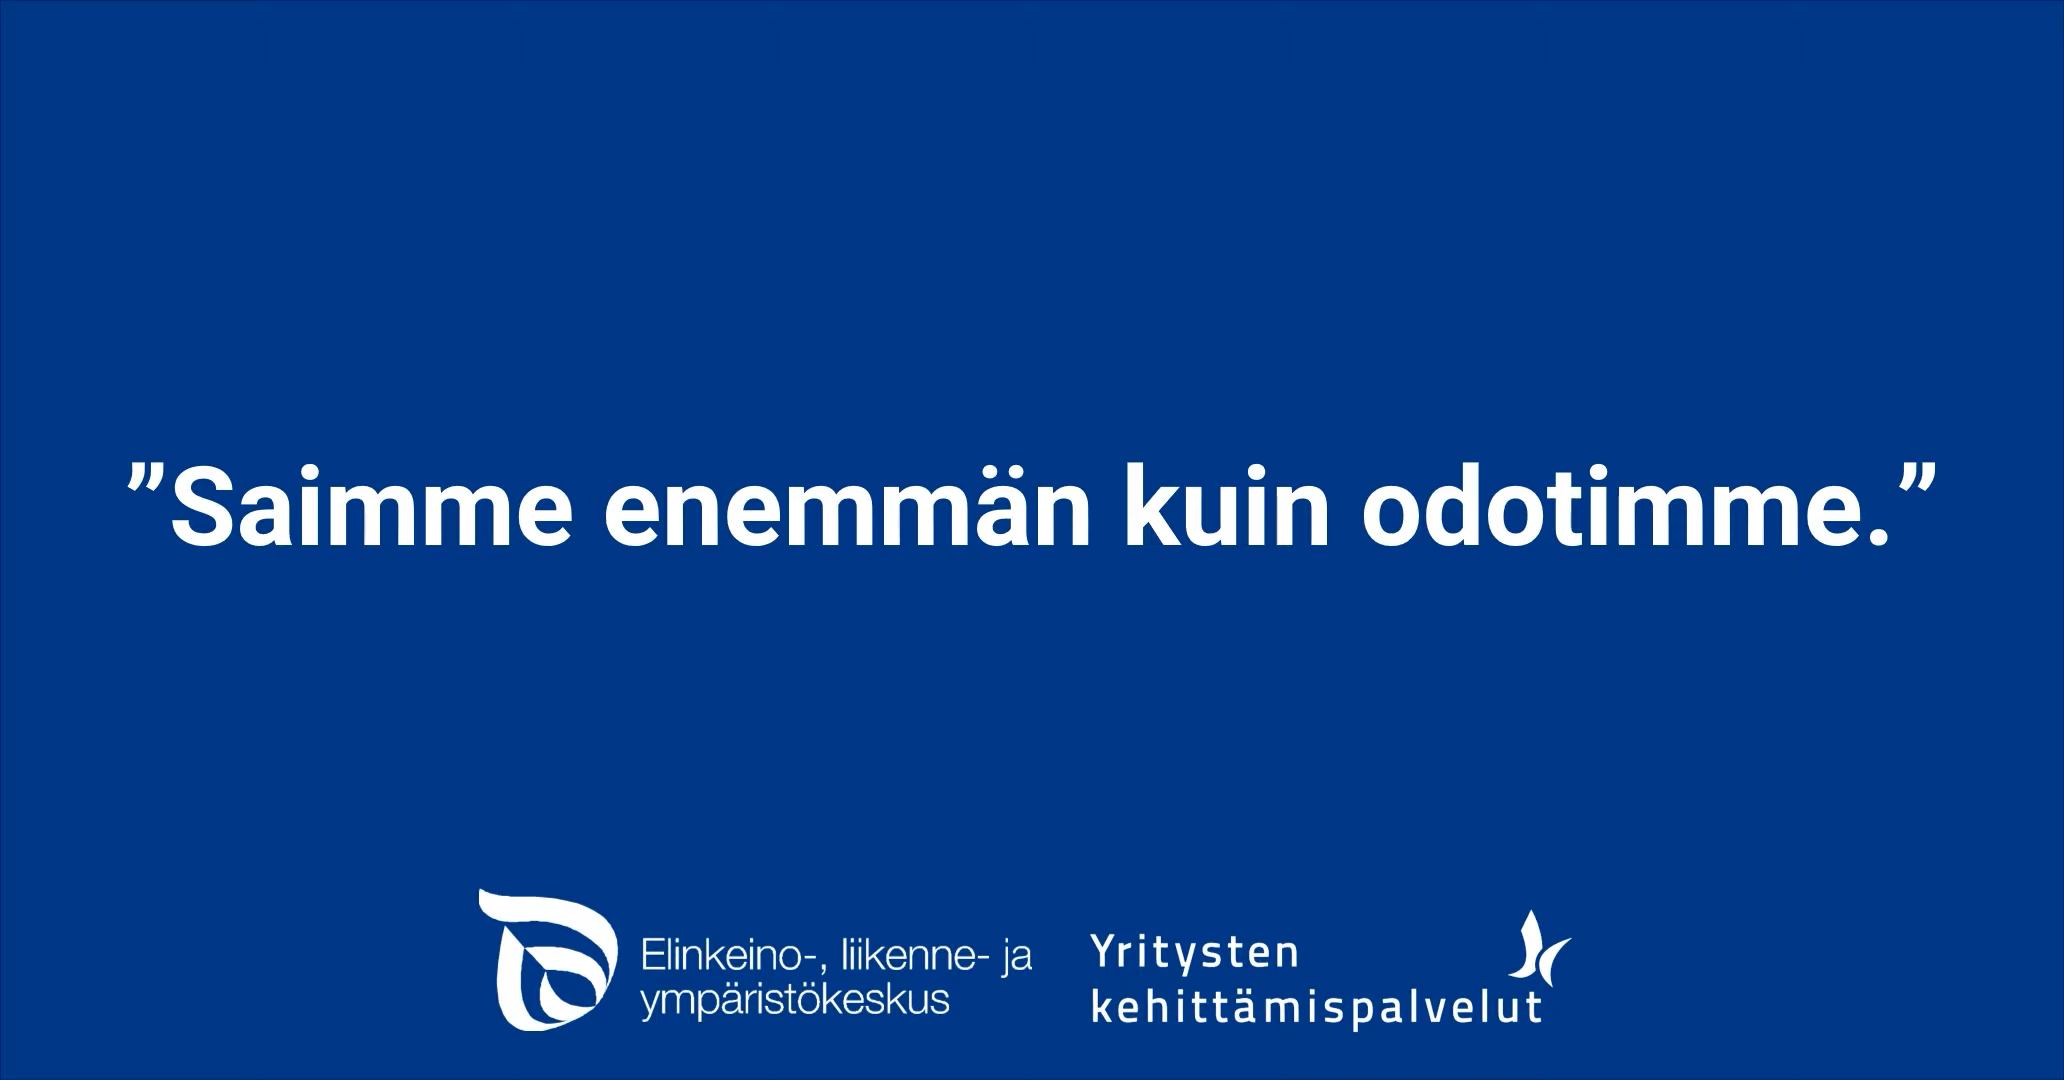 ”Saimme enemmän kuin odotimme.”
Elinkeino-, liikenne- ja
ympäristökeskus
Yritysten
kehittämispalvelut